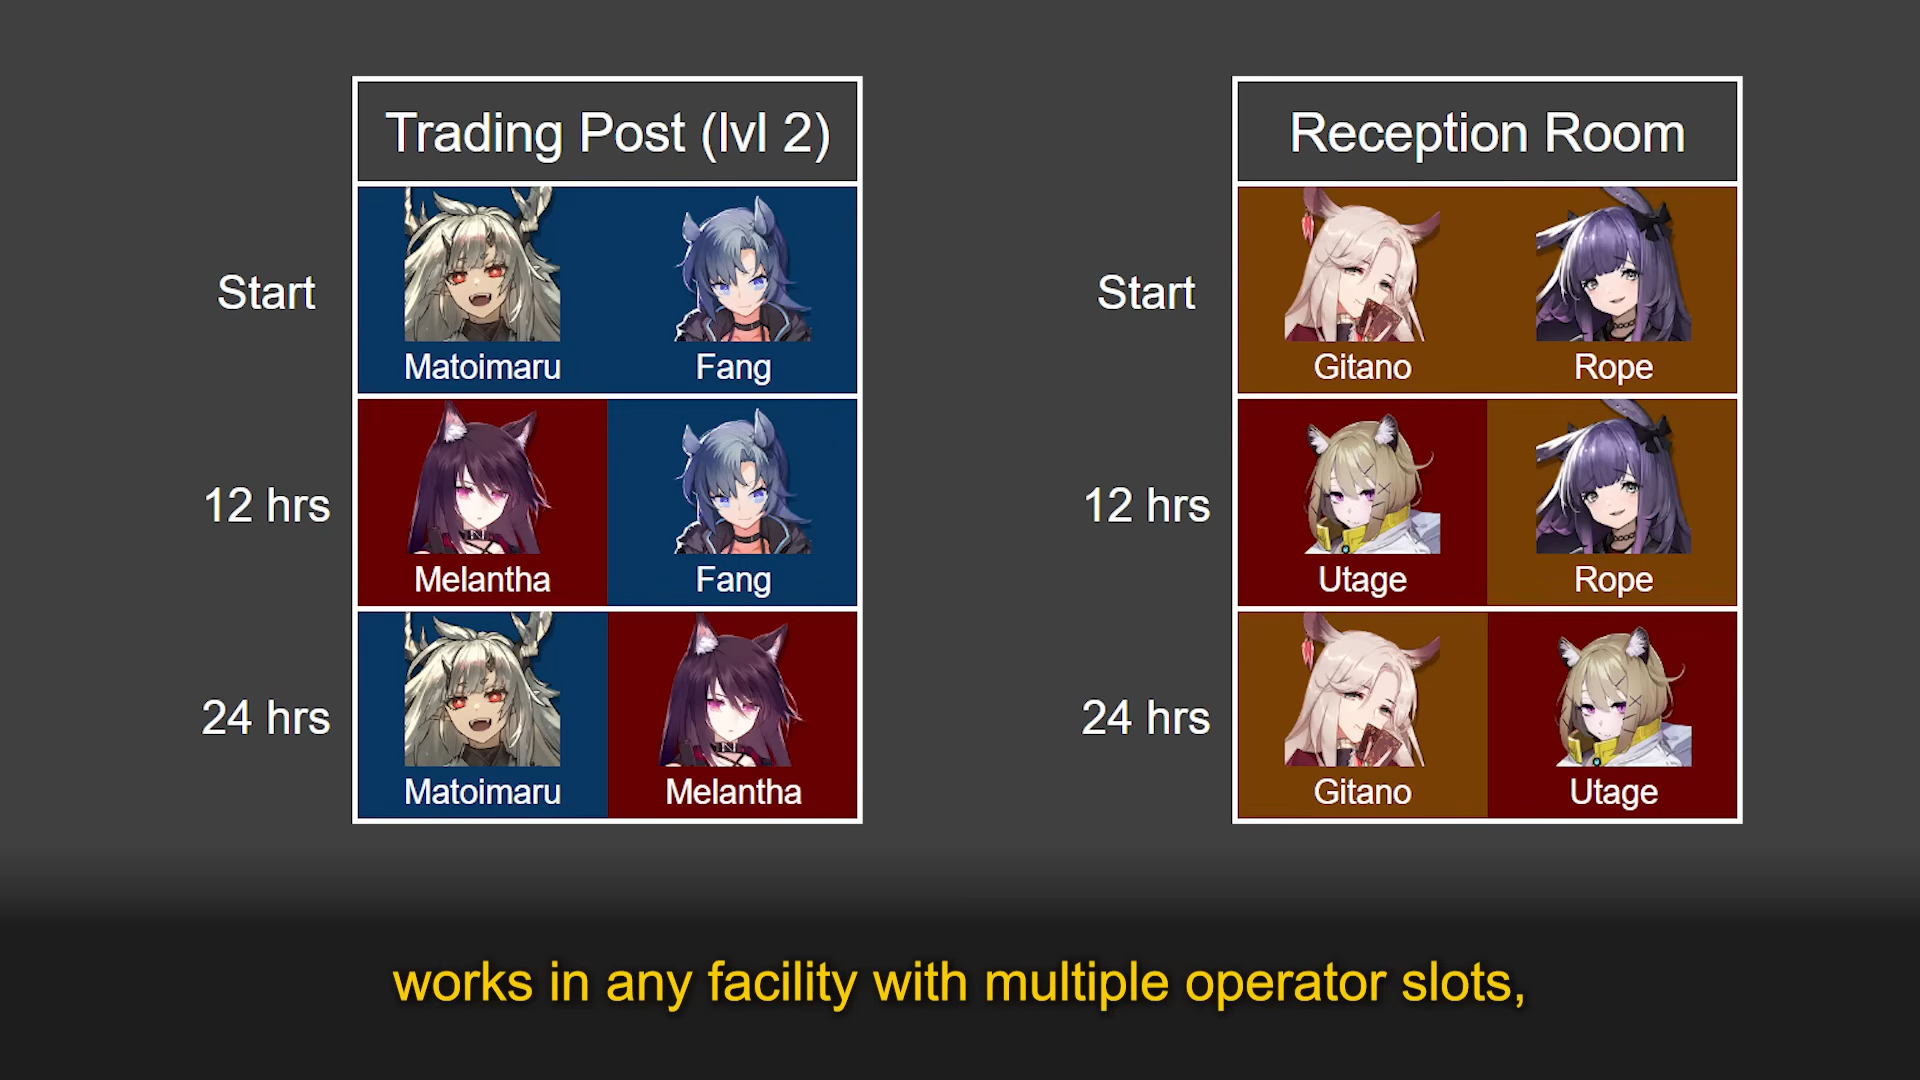 Trading Post (lvl 2)
Start
Matoimaru Fang
12 hrs
Melantha Fang
24 hrs
Matoimaru Melantha
Reception Room
Start
Gitano Rope
12 hrs
Utage Rope
24 hrs
Gitano Utage
works in any facility with multiple operator slots,